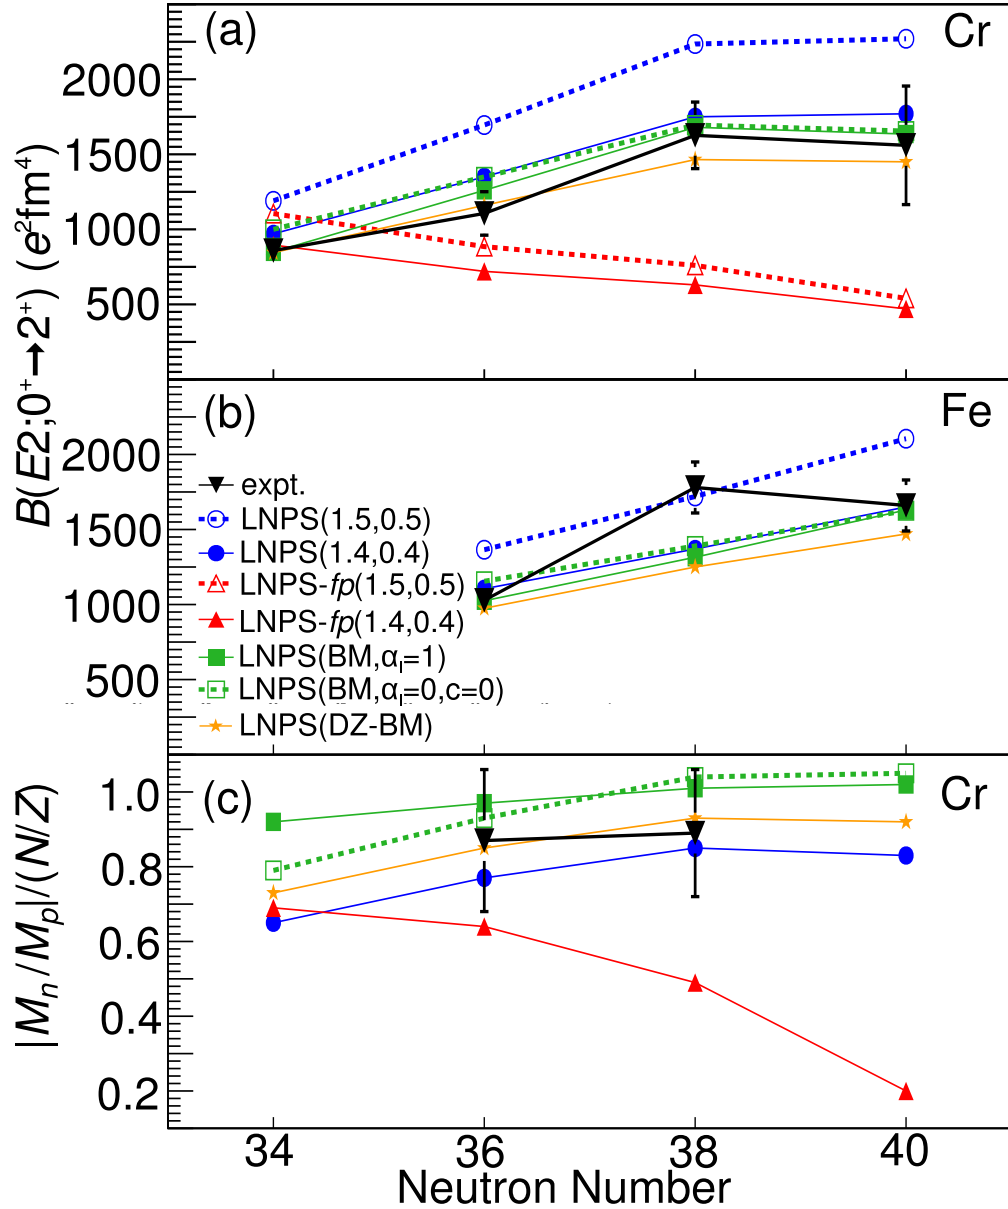 (a) Cr
2000
1500
1000
500
B(E2;0⁺→2⁺) (e²fm⁴)
(b) Fe
2000
1500
1000
500
expt.
LNPS(1.5,0.5)
LNPS(1.4,0.4)
LNPS-fp(1.5,0.5)
LNPS-fp(1.4,0.4)
LNPS(BM,αₗ=1)
LNPS(BM,αₗ=0,c=0)
LNPS(DZ-BM)
(c) Cr
1.0
0.8
0.6
0.4
0.2
|Mₙ/Mₚ|/(N/Z)
34 36 38 40
Neutron Number